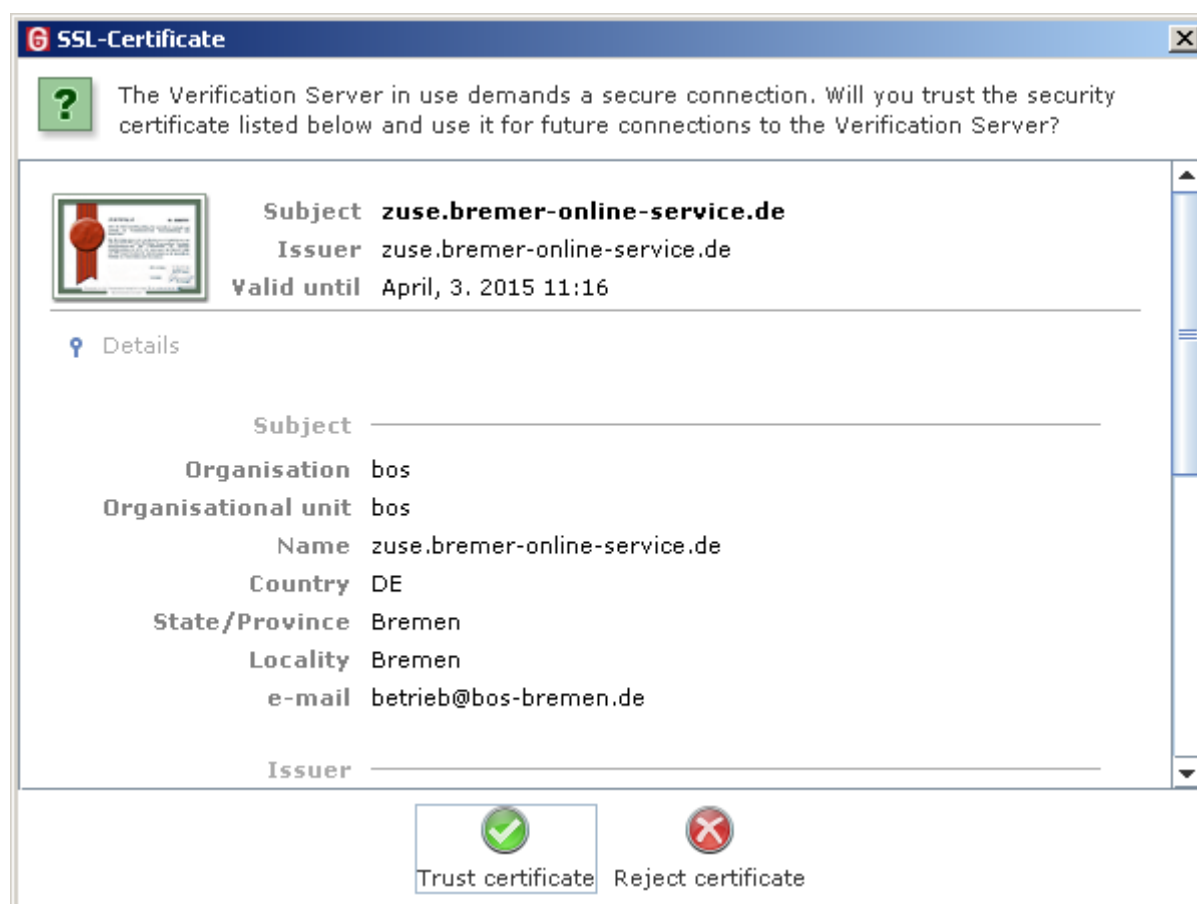 SSL-Certificate
The Verification Server in use demands a secure connection. Will you trust the security
certificate listed below and use it for future connections to the Verification Server?
Subject zuse.bremer-online-service.de
Issuer zuse.bremer-online-service.de
Valid until April, 3. 2015 11:16
Details
Subject
Organisation bos
Organisational unit bos
Name zuse.bremer-online-service.de
Country DE
State/Province Bremen
Locality Bremen
e-mail betrieb@bos-bremen.de
Issuer
Trust certificate Reject certificate